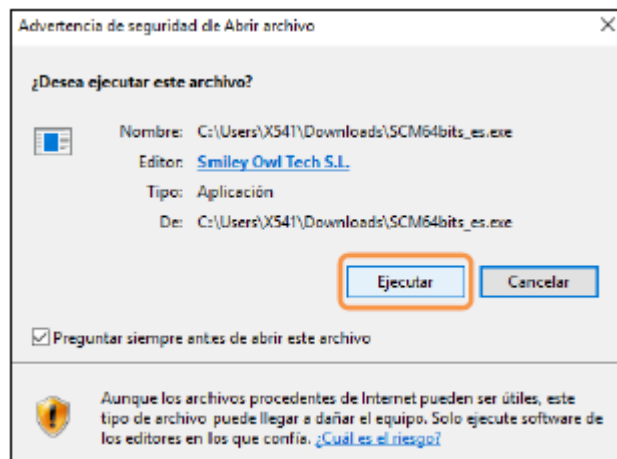 Advertencia de seguridad de Abrir archivo
¿Desea ejecutar este archivo?
Nombre: C:\Users\X541\Downloads\SCM64bits_es.exe
Editor: Smiley Owl Tech S.L.
Tipo: Aplicación
De: C:\Users\X541\Downloads\SCM64bits_es.exe
Ejecutar Cancelar
Preguntar siempre antes de abrir este archivo
Aunque los archivos procedentes de Internet pueden ser útiles, este
tipo de archivo puede llegar a dañar el equipo. Solo ejecute software de
los editores en los que confía. ¿Cuál es el riesgo?